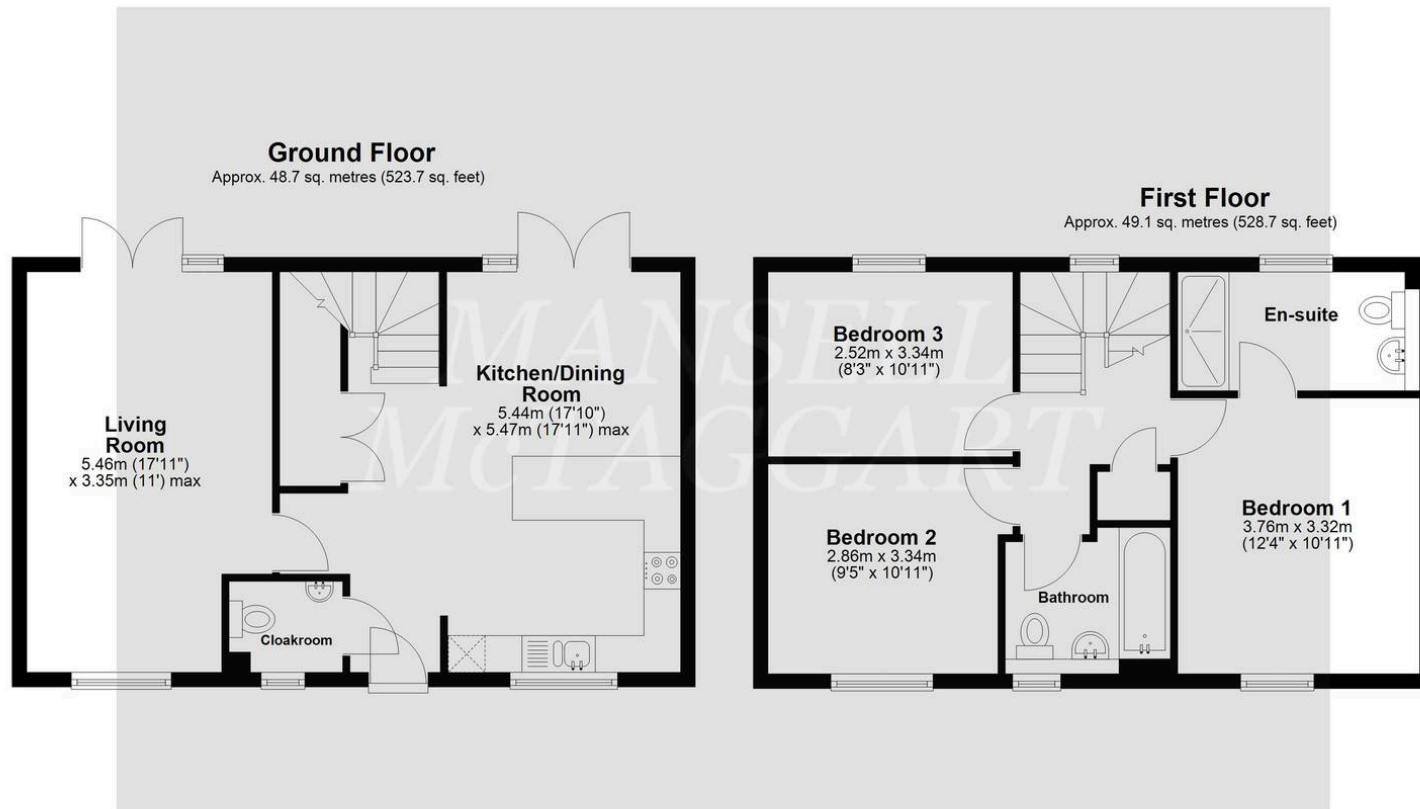 Ground Floor
Approx. 48.7 sq. metres (523.7 sq. feet)
Living
Room
5.46m (17'11")
x 3.35m (11') max
Kitchen/Dining
Room
5.44m (17'10")
x 5.47m (17'11") max
Cloakroom
First Floor
Approx. 49.1 sq. metres (528.7 sq. feet)
Bedroom 3
2.52m x 3.34m
(8'3" x 10'11")
En-suite
Bedroom 2
2.86m x 3.34m
(9'5" x 10'11")
Bedroom 1
3.76m x 3.32m
(12'4" x 10'11")
Bathroom
MANSELL
McTAGGART